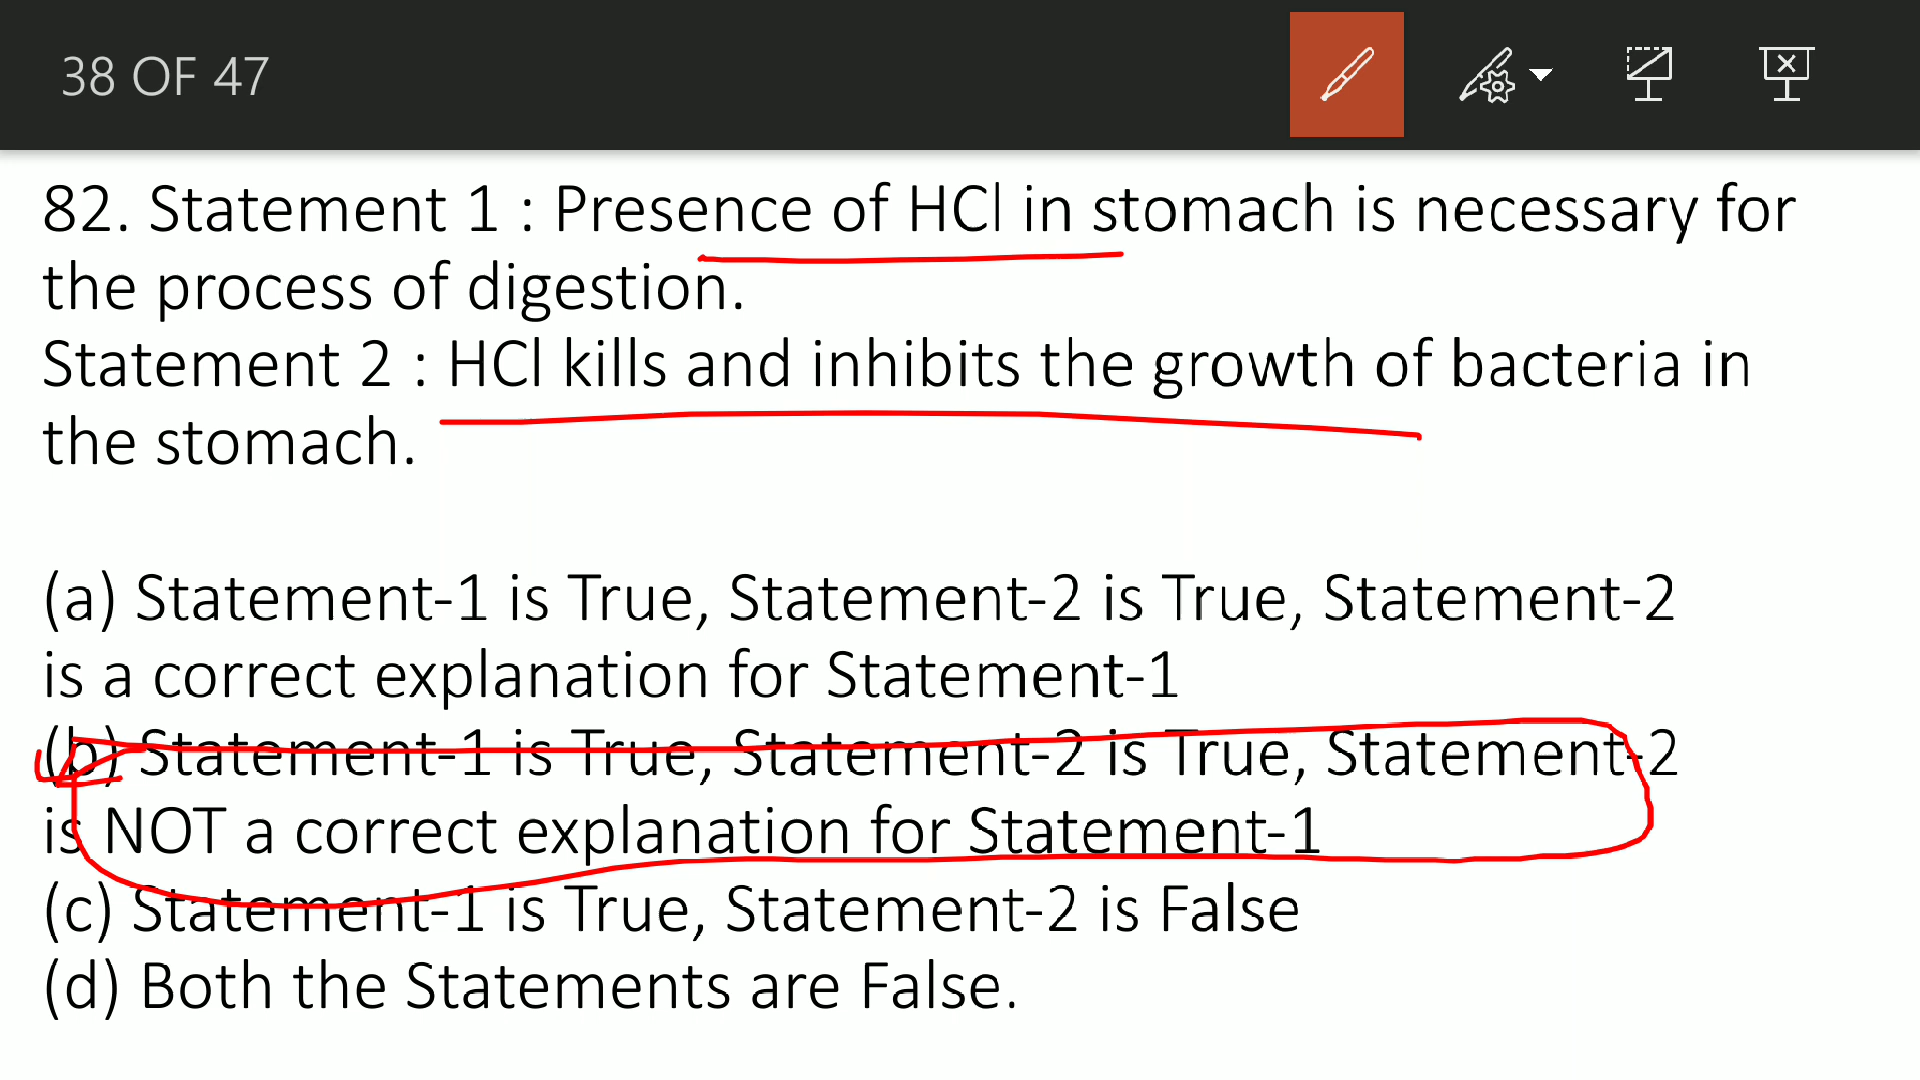 38 OF 47
82. Statement 1 : Presence of HCl in stomach is necessary for
the process of digestion.
Statement 2 : HCl kills and inhibits the growth of bacteria in
the stomach.
(a) Statement-1 is True, Statement-2 is True, Statement-2
is a correct explanation for Statement-1
(b) Statement-1 is True, Statement-2 is True, Statement-2
is NOT a correct explanation for Statement-1
(c) Statement-1 is True, Statement-2 is False
(d) Both the Statements are False.